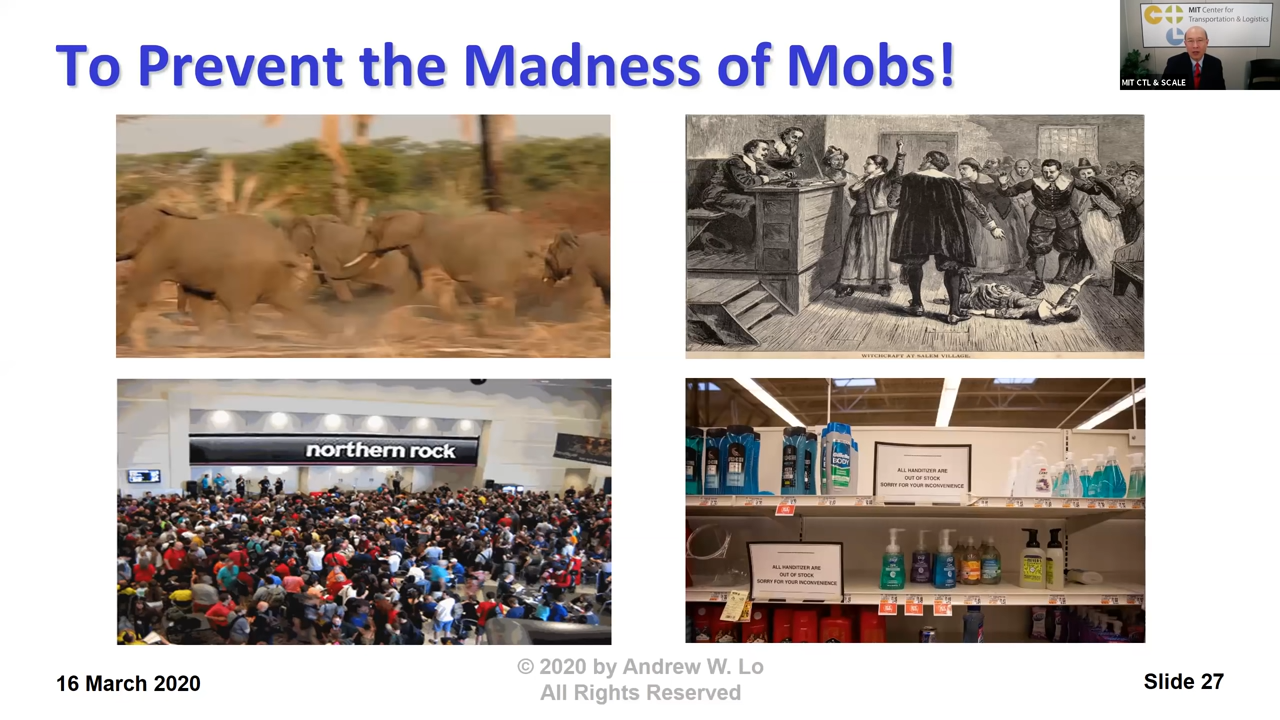 To Prevent the Madness of Mobs!
MIT Center for
Transportation & Logistics
MIT CTL & SCALE
WITCHCRAFT AT SALEM VILLAGE.
northern rock
ALL HANDITIZER ARE
OUT OF STOCK
SORRY FOR YOUR INCONVENIENCE
Gillette
BODY
ALL HANDITIZER ARE
OUT OF STOCK
SORRY FOR YOUR INCONVENIENCE
16 March 2020
© 2020 by Andrew W. Lo
All Rights Reserved
Slide 27